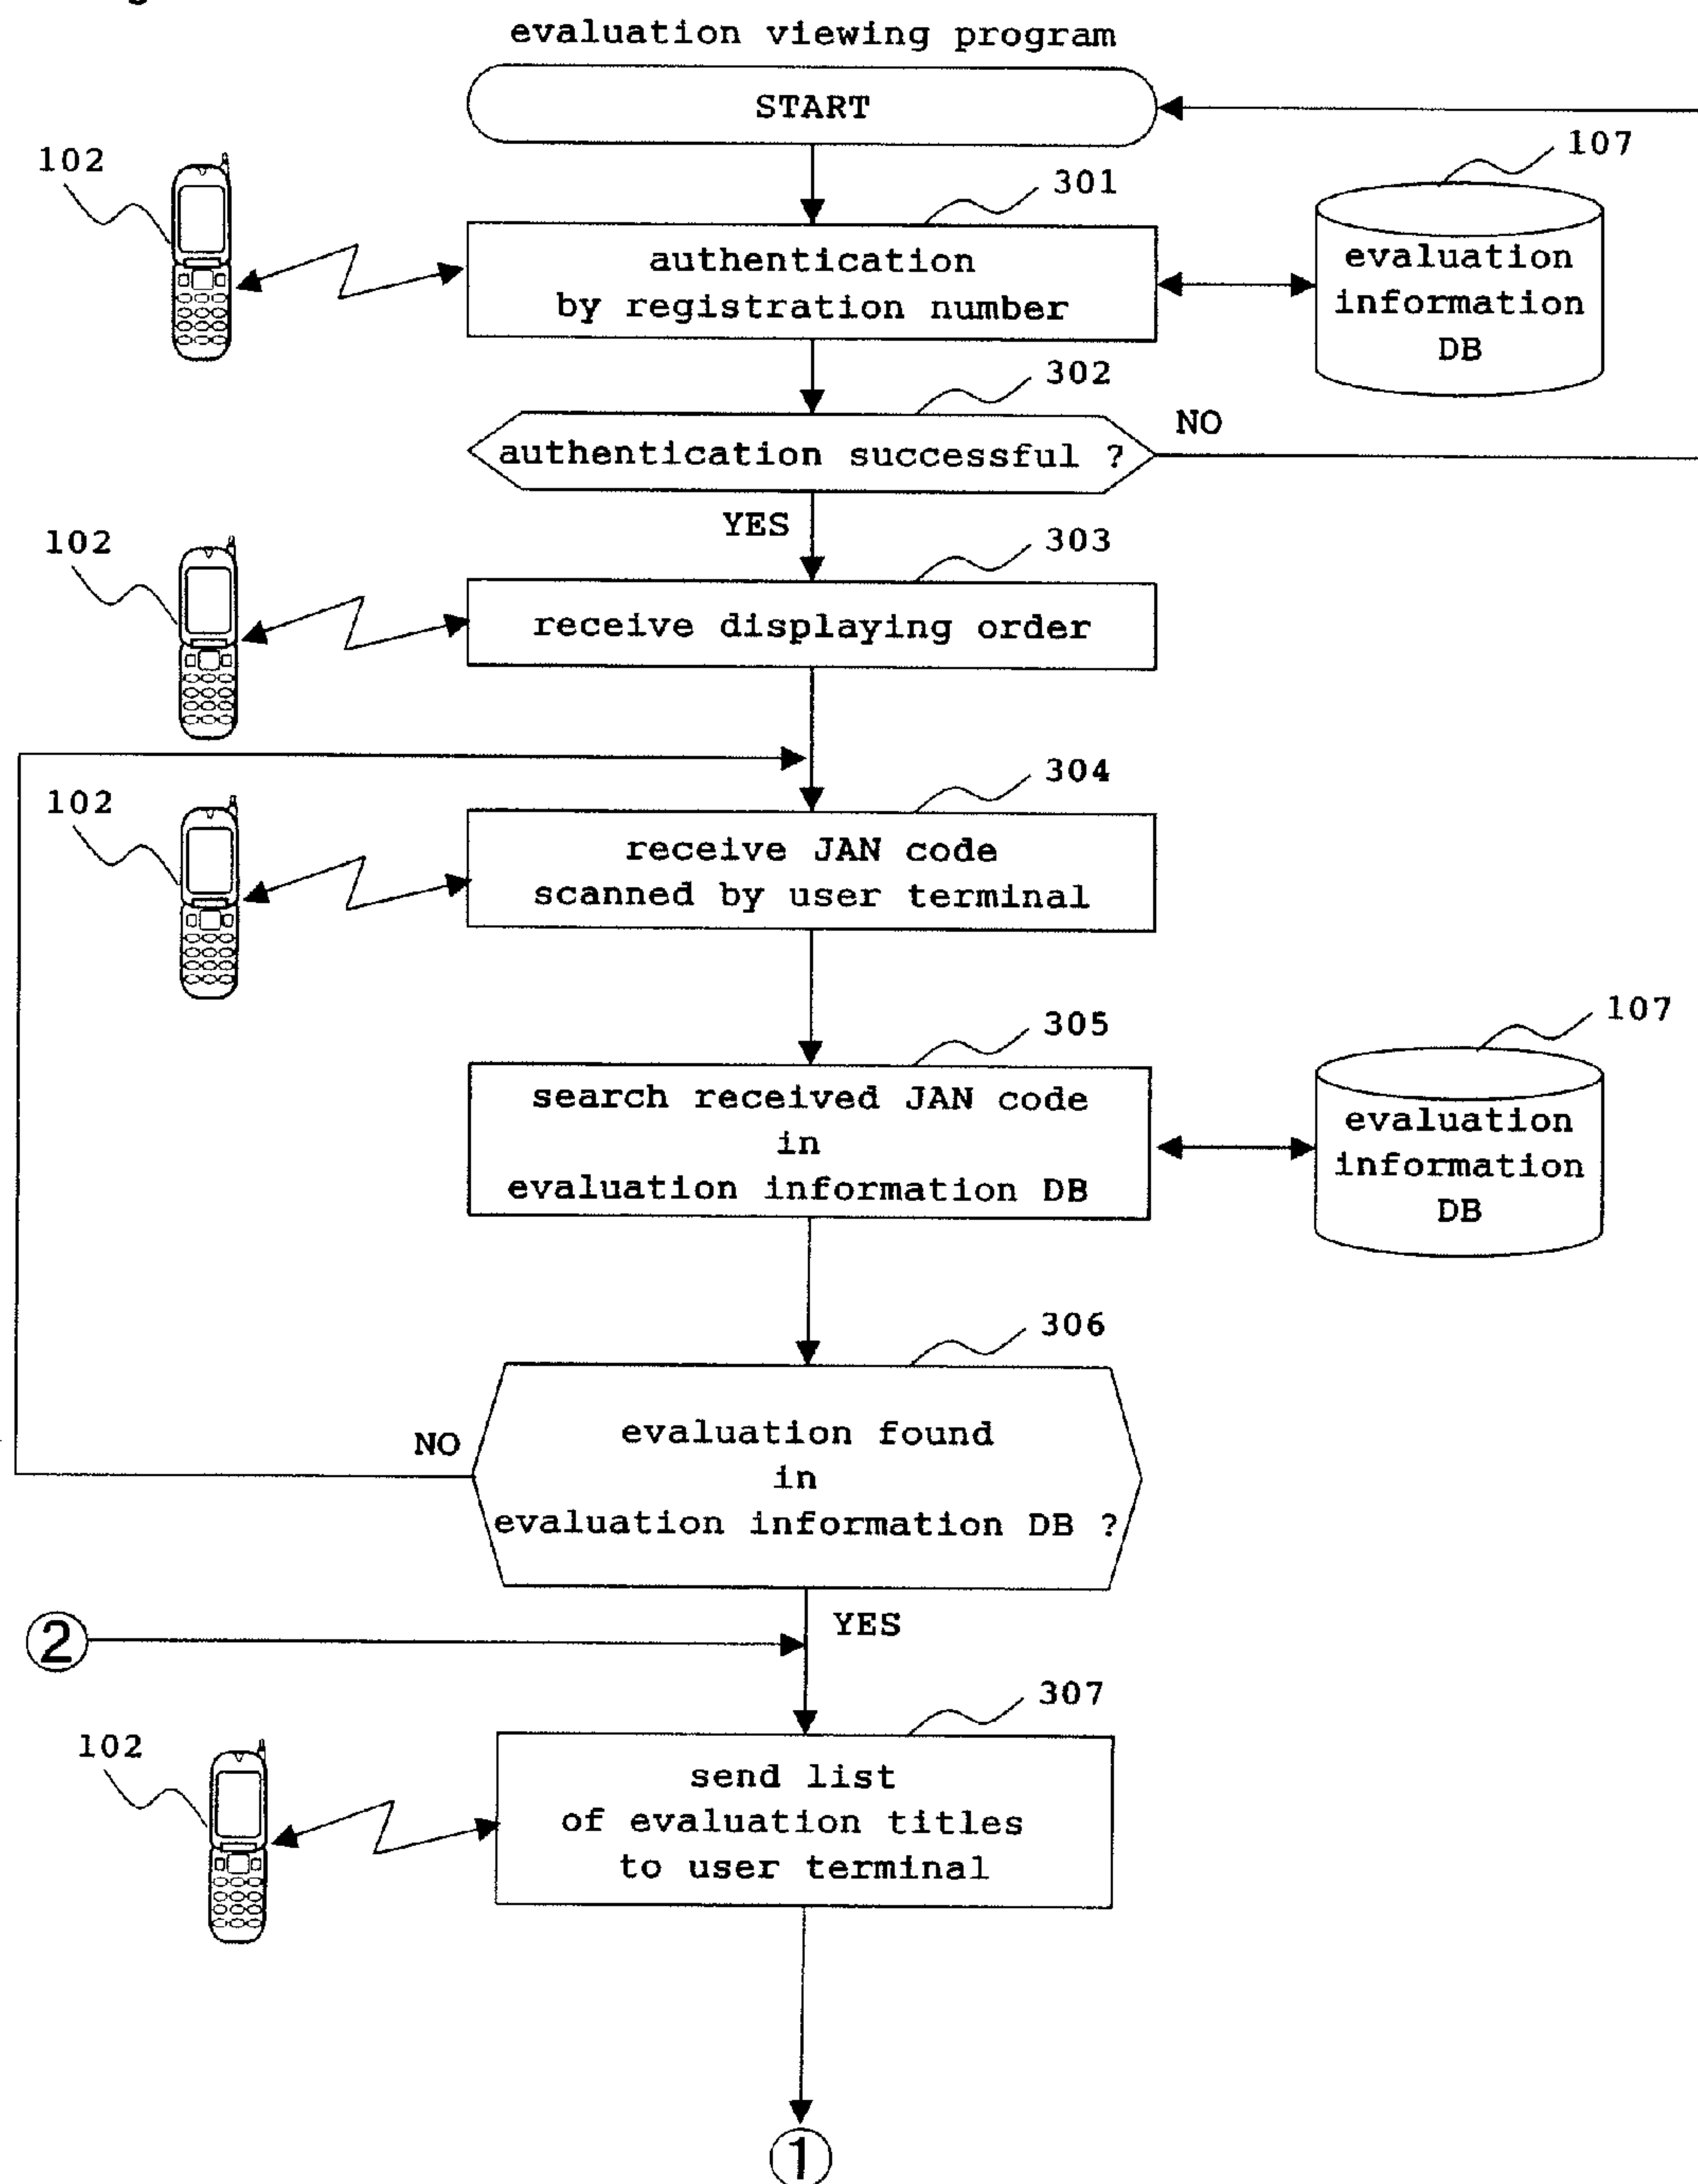 evaluation viewing program
START
102
301
107
authentication
by registration number
evaluation
information
DB
302
authentication successful ?
NO
YES
102
303
receive displaying order
102
304
receive JAN code
scanned by user terminal
305
107
search received JAN code
in
evaluation information DB
evaluation
information
DB
306
evaluation found
in
evaluation information DB ?
NO
YES
②
307
102
send list
of evaluation titles
to user terminal
①